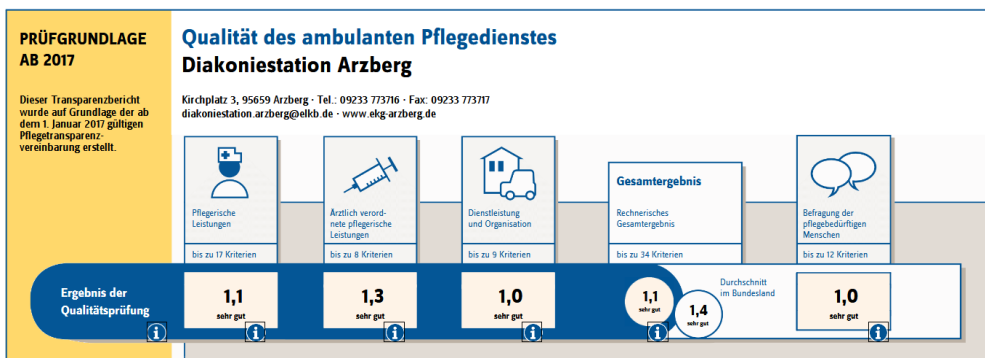 PRÜFGRUNDLAGE
AB 2017
Dieser Transparenzbericht
wurde auf Grundlage der ab
dem 1. Januar 2017 gültigen
Pflegetransparenz-
vereinbarung erstellt.
Qualität des ambulanten Pflegedienstes
Diakoniestation Arzberg
Kirchplatz 3, 95659 Arzberg · Tel.: 09233 773716 · Fax: 09233 773717
diakoniestation.arzberg@elkb.de · www.ekg-arzberg.de
Pflegerische
Leistungen
bis zu 17 Kriterien
Ärztlich verord-
nete pflegerische
Leistungen
bis zu 8 Kriterien
Dienstleistung
und Organisation
bis zu 9 Kriterien
Gesamtergebnis
Rechnerisches
Gesamtergebnis
bis zu 34 Kriterien
Befragung der
pflegebedürftigen
Menschen
bis zu 12 Kriterien
Ergebnis der
Qualitätsprüfung
i
1,1
sehr gut
i
1,3
sehr gut
i
1,0
sehr gut
i
1,1
sehr gut
i
1,4
sehr gut
Durchschnitt
im Bundesland
1,0
sehr gut
i